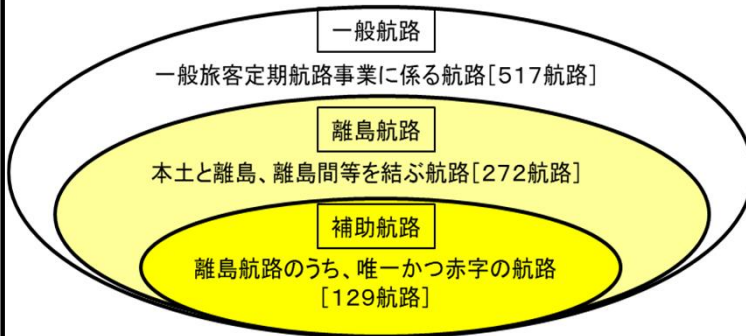 一般航路
一般旅客定期航路事業に係る航路[517航路]
離島航路
本土と離島、離島間等を結ぶ航路[272航路]
補助航路
離島航路のうち、唯一かつ赤字の航路
[129航路]